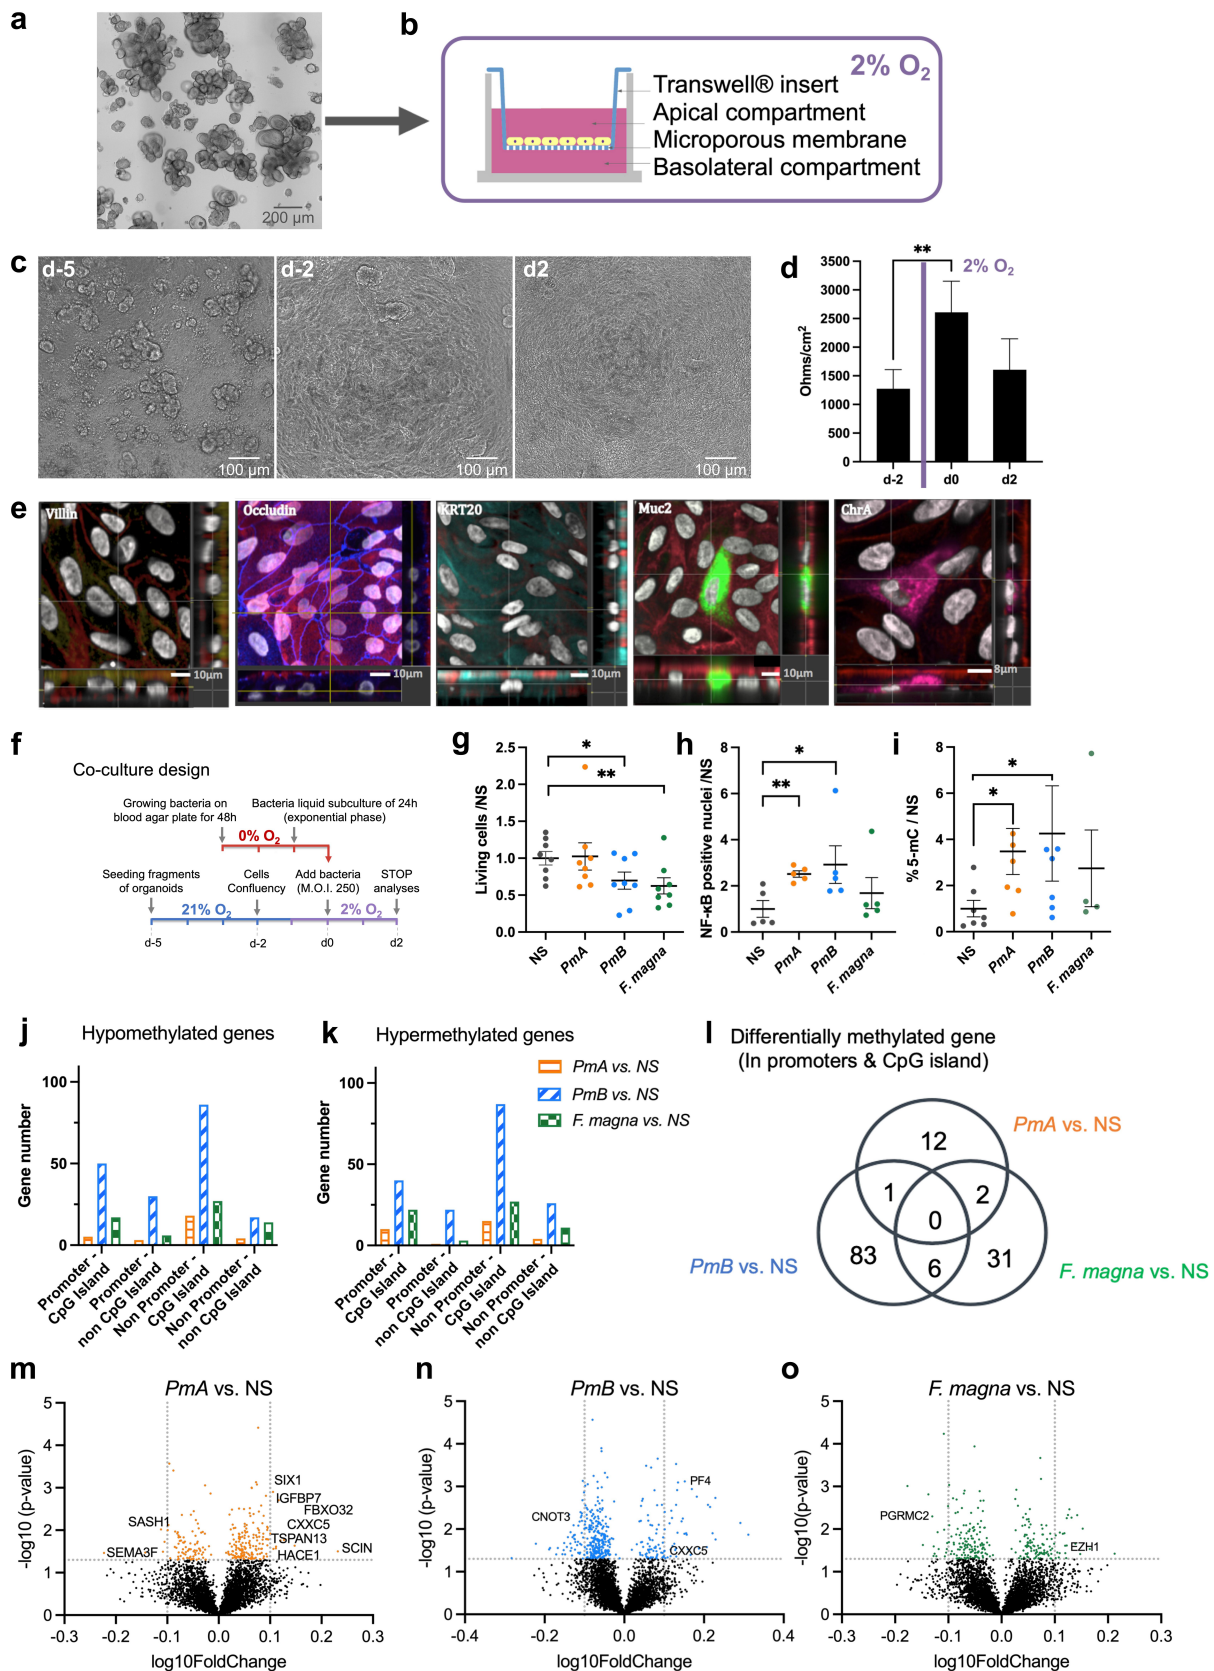 a
200 µm
b
2% O2
Transwell® insert
Apical compartment
Microporous membrane
Basolateral compartment
c
d-5
100 µm
d-2
100 µm
d2
100 µm
d
**
2% O2
Ohms/cm2
3500
3000
2500
2000
1500
1000
500
0
d-2
d0
d2
e
Villin
10µm
Occludin
10µm
KRT20
10µm
Muc2
10µm
ChrA
8µm
f
Co-culture design
Growing bacteria on
blood agar plate for 48h
Bacteria liquid subculture of 24h
(exponential phase)
0% O2
Seeding fragments
of organoids
Cells
Confluency
Add bacteria
(M.O.I. 250)
STOP
analyses
21% O2
2% O2
d-5
d-2
d0
d2
g
Living cells /NS
2.5
2.0
1.5
1.0
0.5
0.0
*
**
NS
PmA
PmB
F. magna
h
NF-κB positive nuclei /NS
8
6
4
2
0
*
**
NS
PmA
PmB
F. magna
i
% 5-mC / NS
8
6
4
2
0
*
*
NS
PmA
PmB
F. magna
j
Hypomethylated genes
Gene number
100
50
0
Promoter -
CpG Island
Promoter -
non CpG Island
Non Promoter -
CpG Island
Non Promoter -
non CpG Island
k
Hypermethylated genes
Gene number
100
50
0
Promoter -
CpG Island
Promoter -
non CpG Island
Non Promoter -
CpG Island
Non Promoter -
non CpG Island
PmA vs. NS
PmB vs. NS
F. magna vs. NS
l
Differentially methylated gene
(In promoters & CpG island)
PmA vs. NS
12
1
2
0
83
6
31
PmB vs. NS
F. magna vs. NS
m
PmA vs. NS
-log10 (p-value)
5
4
3
2
1
0
SIX1
IGFBP7
FBXO32
CXXC5
TSPAN13
HACE1
SCIN
SASH1
SEMA3F
-0.3
-0.2
-0.1
0.0
0.1
0.2
0.3
log10FoldChange
n
PmB vs. NS
-log10 (p-value)
5
4
3
2
1
0
PF4
CNOT3
CXXC5
-0.4
-0.2
0.0
0.2
0.4
log10FoldChange
o
F. magna vs. NS
-log10(p-value)
5
4
3
2
1
0
PGRMC2
EZH1
-0.3
-0.2
-0.1
0.0
0.1
0.2
0.3
log10FoldChange